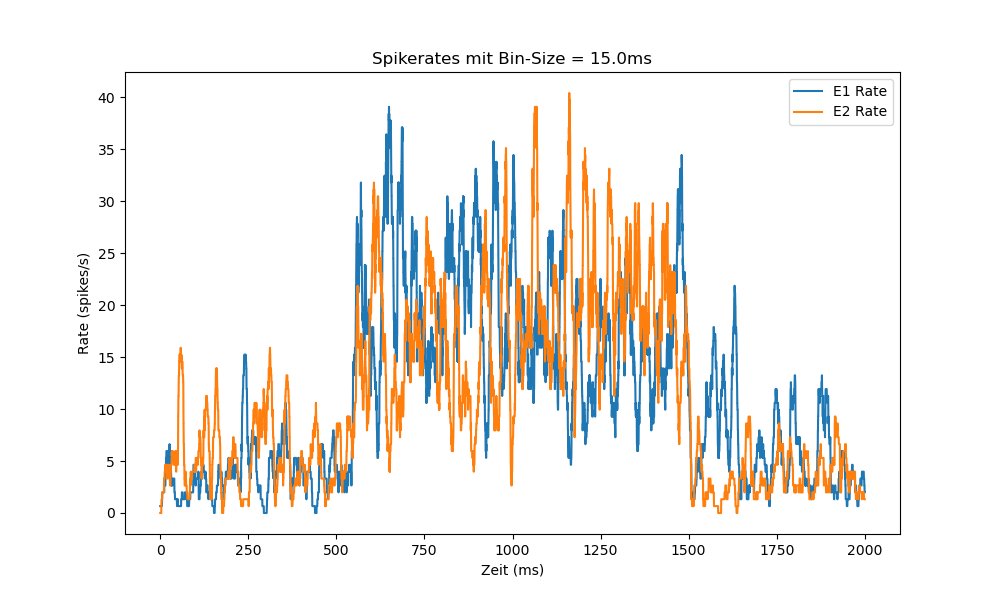 Spikerates mit Bin-Size = 15.0ms
E1 Rate
E2 Rate
Rate (spikes/s)
40
35
30
25
20
15
10
5
0
0 250 500 750 1000 1250 1500 1750 2000
Zeit (ms)